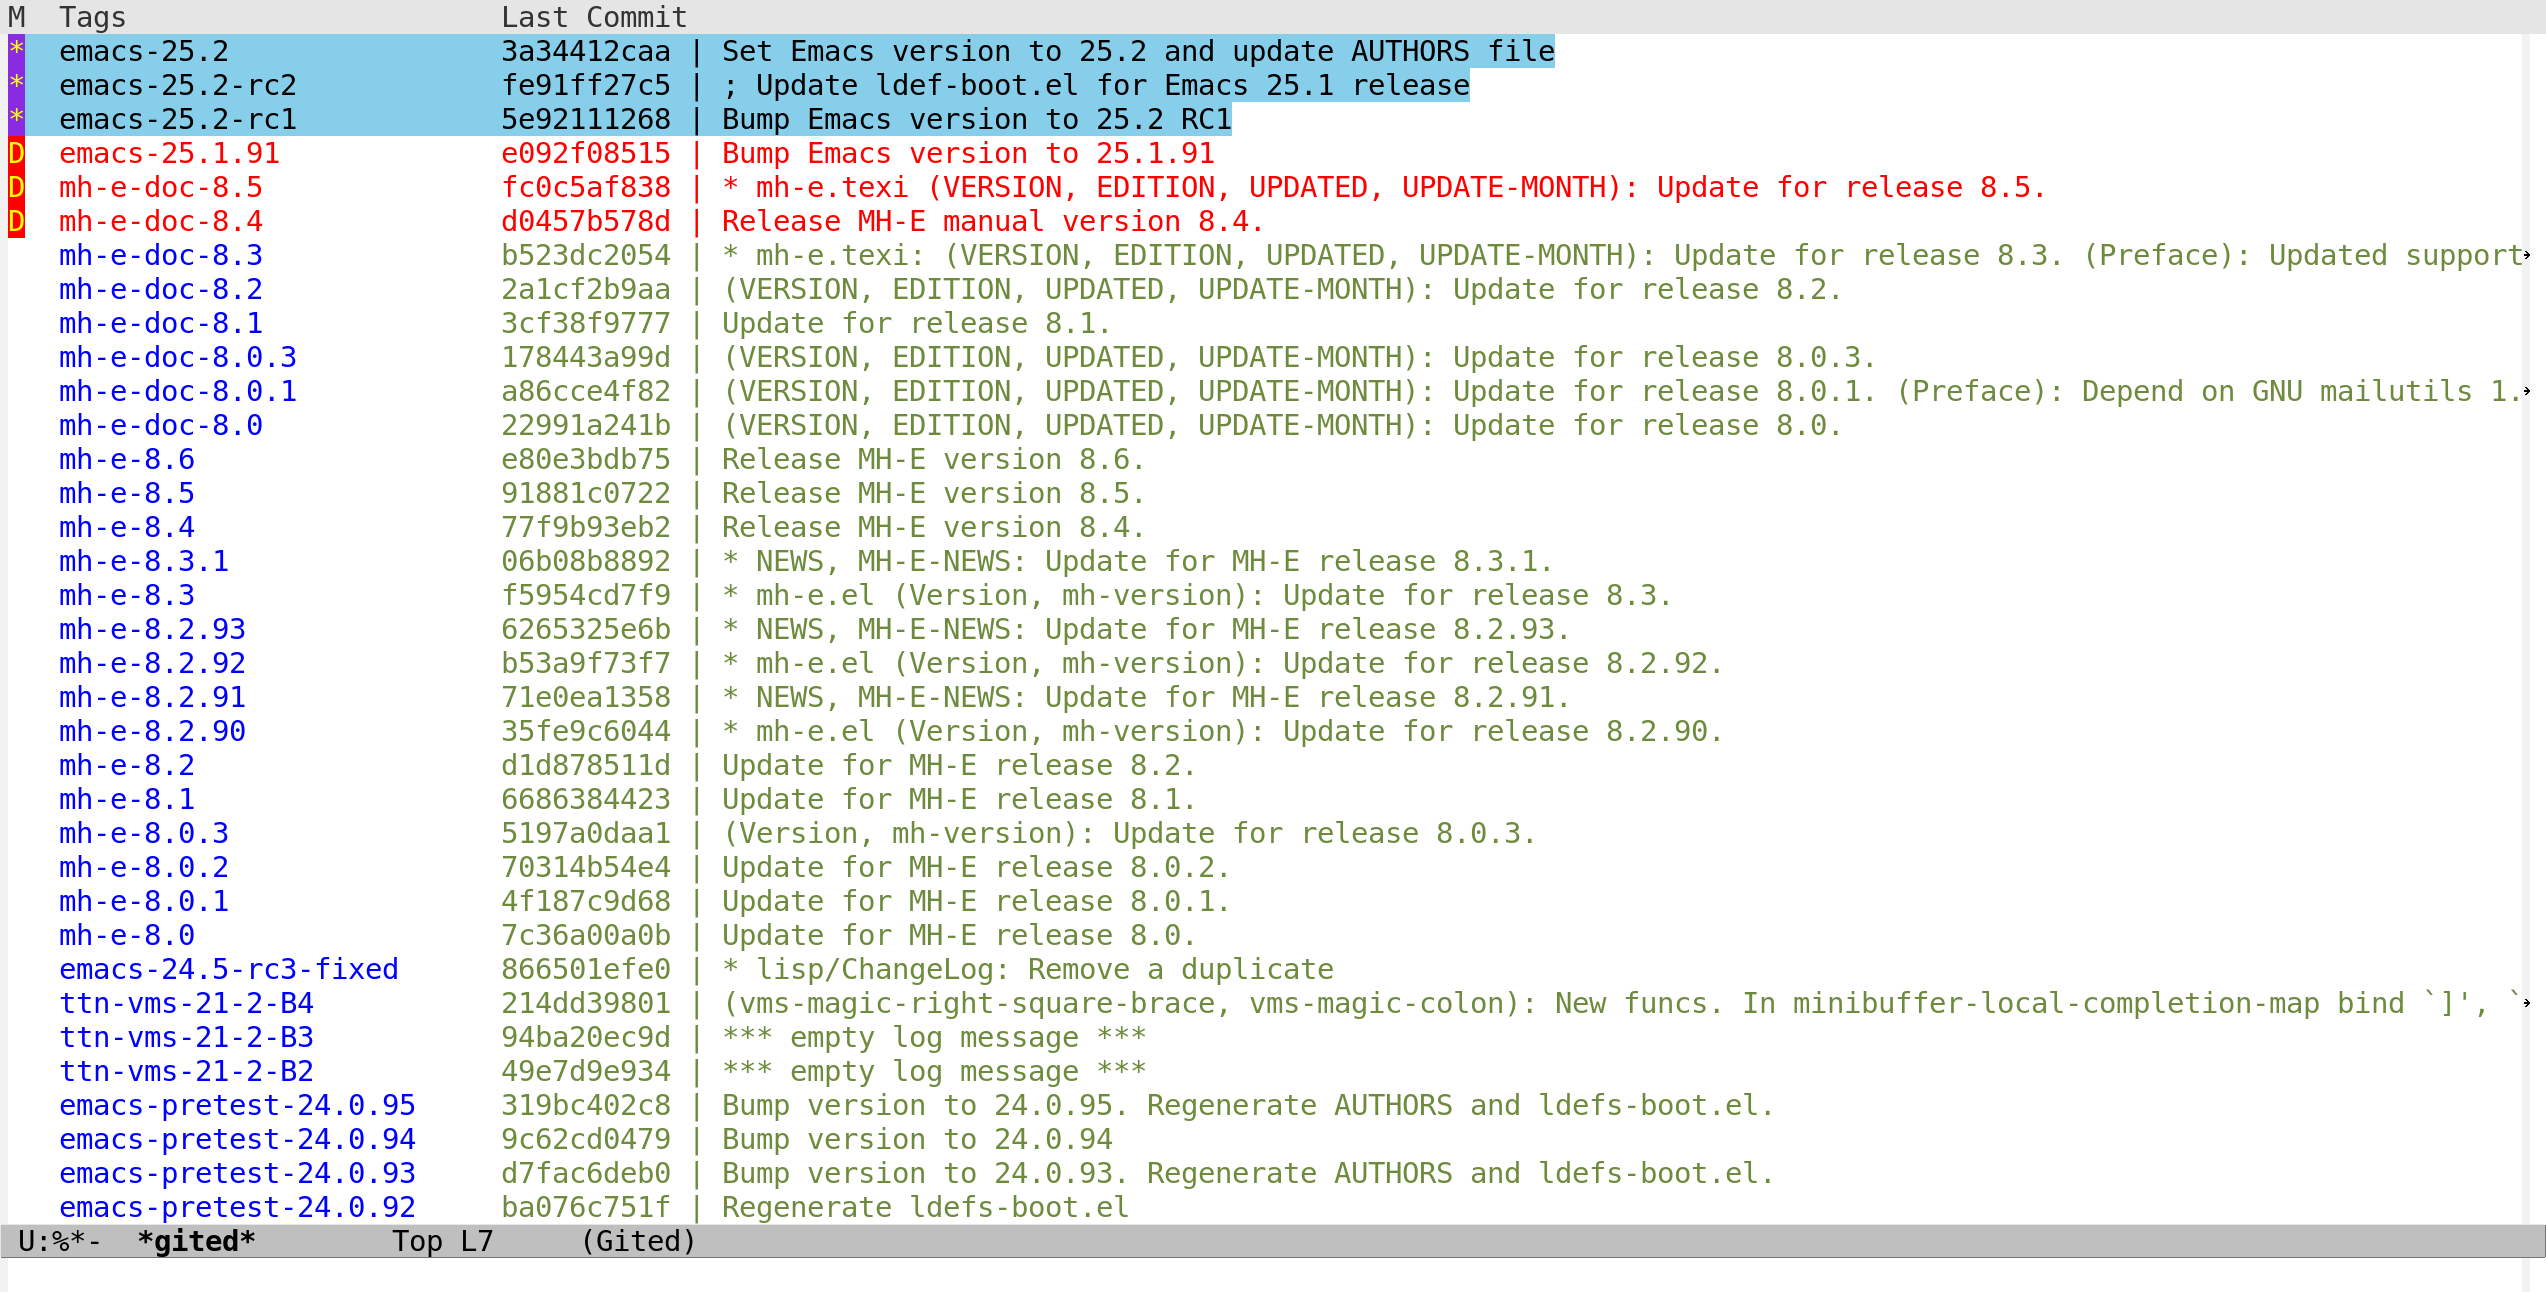 M  Tags                      Last Commit
*  emacs-25.2                3a34412caa | Set Emacs version to 25.2 and update AUTHORS file
*  emacs-25.2-rc2            fe91ff27c5 | ; Update ldef-boot.el for Emacs 25.1 release
*  emacs-25.2-rc1            5e92111268 | Bump Emacs version to 25.2 RC1
D  emacs-25.1.91             e092f08515 | Bump Emacs version to 25.1.91
D  mh-e-doc-8.5              fc0c5af838 | * mh-e.texi (VERSION, EDITION, UPDATED, UPDATE-MONTH): Update for release 8.5.
D  mh-e-doc-8.4              d0457b578d | Release MH-E manual version 8.4.
   mh-e-doc-8.3              b523dc2054 | * mh-e.texi: (VERSION, EDITION, UPDATED, UPDATE-MONTH): Update for release 8.3. (Preface): Updated support
   mh-e-doc-8.2              2a1cf2b9aa | (VERSION, EDITION, UPDATED, UPDATE-MONTH): Update for release 8.2.
   mh-e-doc-8.1              3cf38f9777 | Update for release 8.1.
   mh-e-doc-8.0.3            178443a99d | (VERSION, EDITION, UPDATED, UPDATE-MONTH): Update for release 8.0.3.
   mh-e-doc-8.0.1            a86cce4f82 | (VERSION, EDITION, UPDATED, UPDATE-MONTH): Update for release 8.0.1. (Preface): Depend on GNU mailutils 1.
   mh-e-doc-8.0              22991a241b | (VERSION, EDITION, UPDATED, UPDATE-MONTH): Update for release 8.0.
   mh-e-8.6                  e80e3bdb75 | Release MH-E version 8.6.
   mh-e-8.5                  91881c0722 | Release MH-E version 8.5.
   mh-e-8.4                  77f9b93eb2 | Release MH-E version 8.4.
   mh-e-8.3.1                06b08b8892 | * NEWS, MH-E-NEWS: Update for MH-E release 8.3.1.
   mh-e-8.3                  f5954cd7f9 | * mh-e.el (Version, mh-version): Update for release 8.3.
   mh-e-8.2.93               6265325e6b | * NEWS, MH-E-NEWS: Update for MH-E release 8.2.93.
   mh-e-8.2.92               b53a9f73f7 | * mh-e.el (Version, mh-version): Update for release 8.2.92.
   mh-e-8.2.91               71e0ea1358 | * NEWS, MH-E-NEWS: Update for MH-E release 8.2.91.
   mh-e-8.2.90               35fe9c6044 | * mh-e.el (Version, mh-version): Update for release 8.2.90.
   mh-e-8.2                  d1d878511d | Update for MH-E release 8.2.
   mh-e-8.1                  6686384423 | Update for MH-E release 8.1.
   mh-e-8.0.3                5197a0daa1 | (Version, mh-version): Update for release 8.0.3.
   mh-e-8.0.2                70314b54e4 | Update for MH-E release 8.0.2.
   mh-e-8.0.1                4f187c9d68 | Update for MH-E release 8.0.1.
   mh-e-8.0                  7c36a00a0b | Update for MH-E release 8.0.
   emacs-24.5-rc3-fixed      866501efe0 | * lisp/ChangeLog: Remove a duplicate
   ttn-vms-21-2-B4           214dd39801 | (vms-magic-right-square-brace, vms-magic-colon): New funcs. In minibuffer-local-completion-map bind `]', `
   ttn-vms-21-2-B3           94ba20ec9d | *** empty log message ***
   ttn-vms-21-2-B2           49e7d9e934 | *** empty log message ***
   emacs-pretest-24.0.95     319bc402c8 | Bump version to 24.0.95. Regenerate AUTHORS and ldefs-boot.el.
   emacs-pretest-24.0.94     9c62cd0479 | Bump version to 24.0.94
   emacs-pretest-24.0.93     d7fac6deb0 | Bump version to 24.0.93. Regenerate AUTHORS and ldefs-boot.el.
   emacs-pretest-24.0.92     ba076c751f | Regenerate ldefs-boot.el
U:%*-  *gited*        Top L7     (Gited)